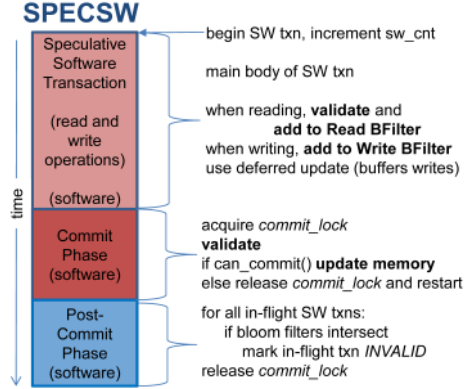 SPECSW
Speculative
Software
Transaction
(read and
write
operations)
(software)
Commit
Phase
(software)
Post-
Commit
Phase
(software)
time
begin SW txn, increment sw_cnt
main body of SW txn
when reading, validate and
add to Read BFilter
when writing, add to Write BFilter
use deferred update (buffers writes)
acquire commit_lock
validate
if can_commit() update memory
else release commit_lock and restart
for all in-flight SW txns:
if bloom filters intersect
mark in-flight txn INVALID
release commit_lock